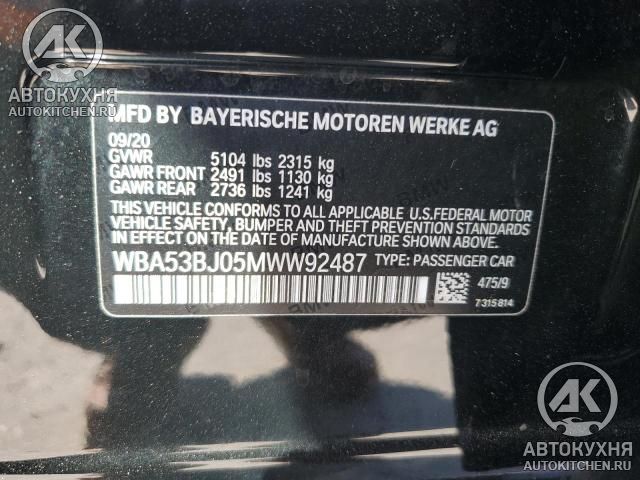 АК
АВТОКУХНЯ
AUTOKITCHEN.RU
MFD BY BAYERISCHE MOTOREN WERKE AG
09/20
GVWR 5104 lbs 2315 kg
GAWR FRONT 2491 lbs 1130 kg
GAWR REAR 2736 lbs 1241 kg
THIS VEHICLE CONFORMS TO ALL APPLICABLE U.S.FEDERAL MOTOR
VEHICLE SAFETY, BUMPER AND THEFT PREVENTION STANDARDS
IN EFFECT ON THE DATE OF MANUFACTURE SHOWN ABOVE.
WBA53BJ05MWW92487 TYPE: PASSENGER CAR
475/9
7315814
АК
АВТОКУХНЯ
AUTOKITCHEN.RU